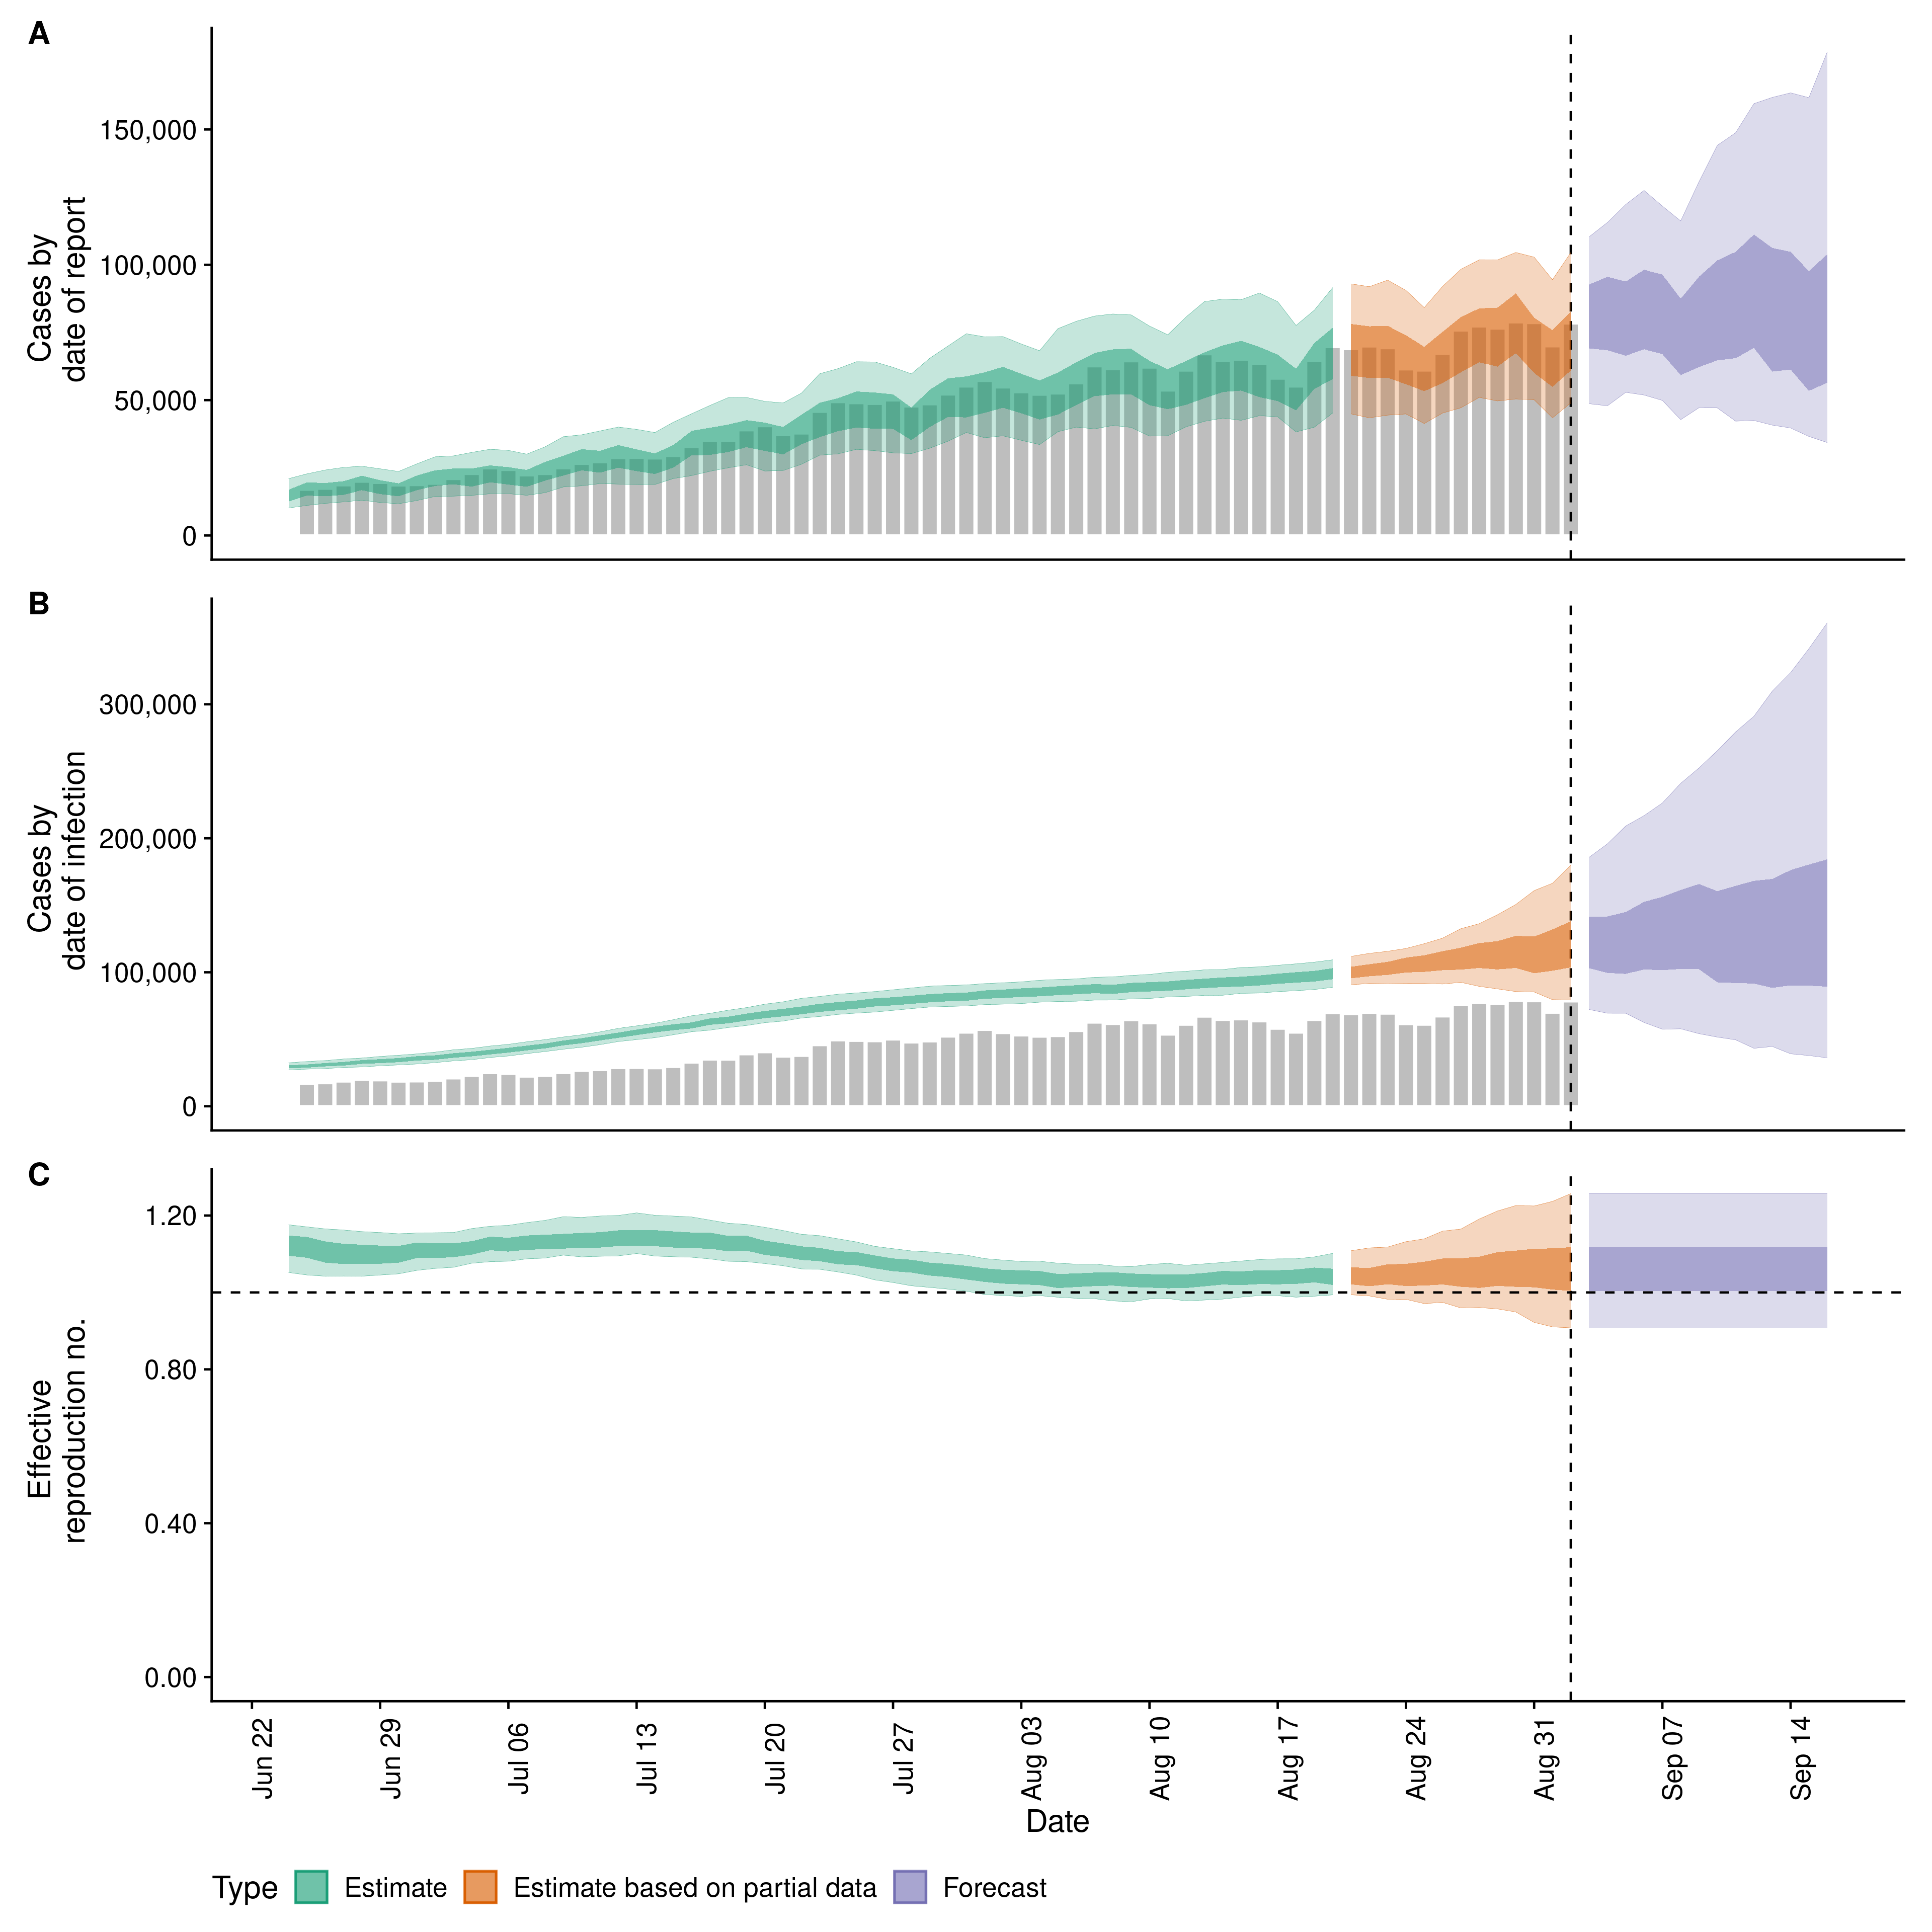 A
Cases by
date of report
150,000
100,000
50,000
0
B
Cases by
date of infection
300,000
200,000
100,000
0
C
Effective
reproduction no.
1.20
0.80
0.40
0.00
Jun 22
Jun 29
Jul 06
Jul 13
Jul 20
Jul 27
Aug 03
Aug 10
Aug 17
Aug 24
Aug 31
Sep 07
Sep 14
Date
Type Estimate Estimate based on partial data Forecast